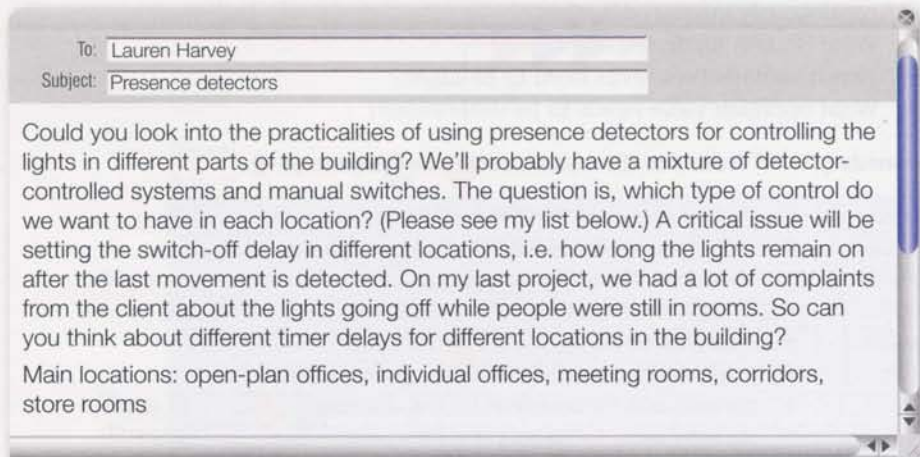 To: Lauren Harvey
Subject: Presence detectors
Could you look into the practicalities of using presence detectors for controlling the
lights in different parts of the building? We'll probably have a mixture of detector-
controlled systems and manual switches. The question is, which type of control do
we want to have in each location? (Please see my list below.) A critical issue will be
setting the switch-off delay in different locations, i.e. how long the lights remain on
after the last movement is detected. On my last project, we had a lot of complaints
from the client about the lights going off while people were still in rooms. So can
you think about different timer delays for different locations in the building?
Main locations: open-plan offices, individual offices, meeting rooms, corridors,
store rooms